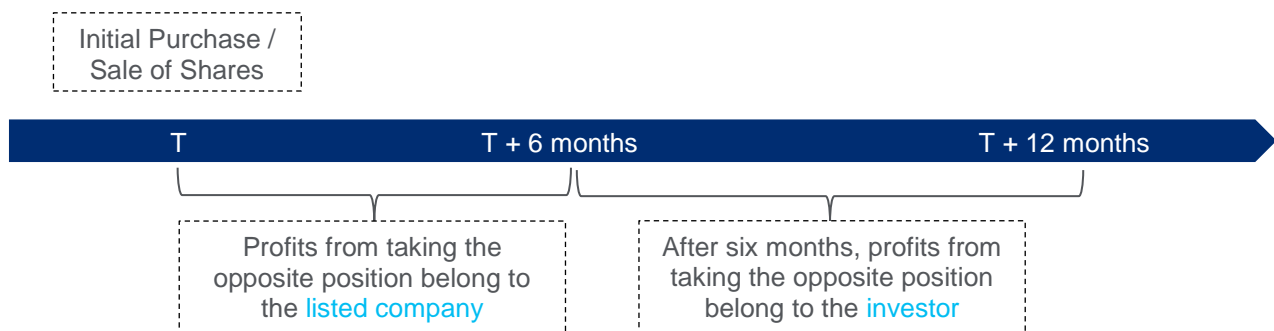 Initial Purchase /
Sale of Shares
T
T + 6 months
T + 12 months
Profits from taking the
opposite position belong to
the listed company
After six months, profits from
taking the opposite position
belong to the investor